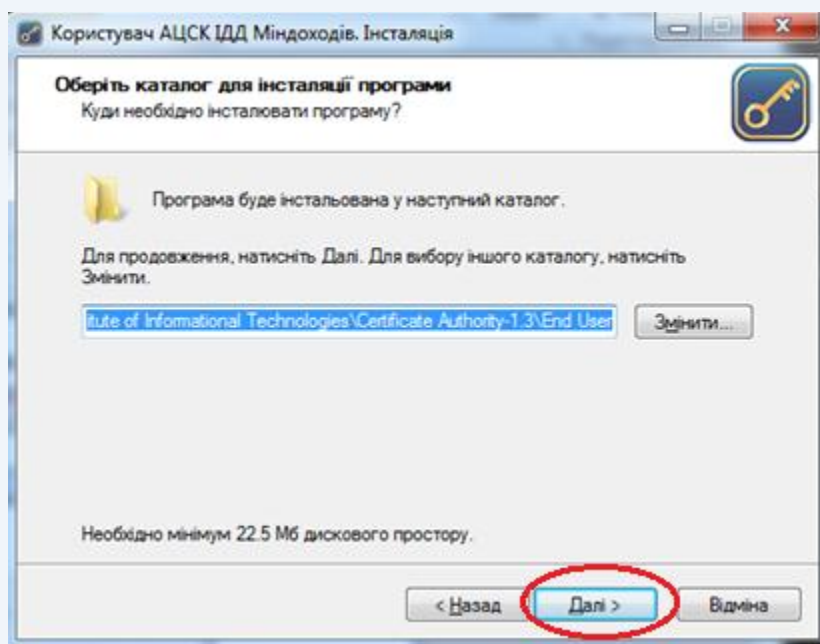 Користувач АЦСК ІДД Міндоходів. Інсталяція
Оберіть каталог для інсталяції програми
Куди необхідно інсталювати програму?
Програма буде інстальована у наступний каталог.
Для продовження, натисніть Далі. Для вибору іншого каталогу, натисніть
Змінити.
itute of Informational Technologies\Certificate Authority-1.3\End User
Змінити...
Необхідно мінімум 22.5 Мб дискового простору.
< Назад
Далі >
Відміна